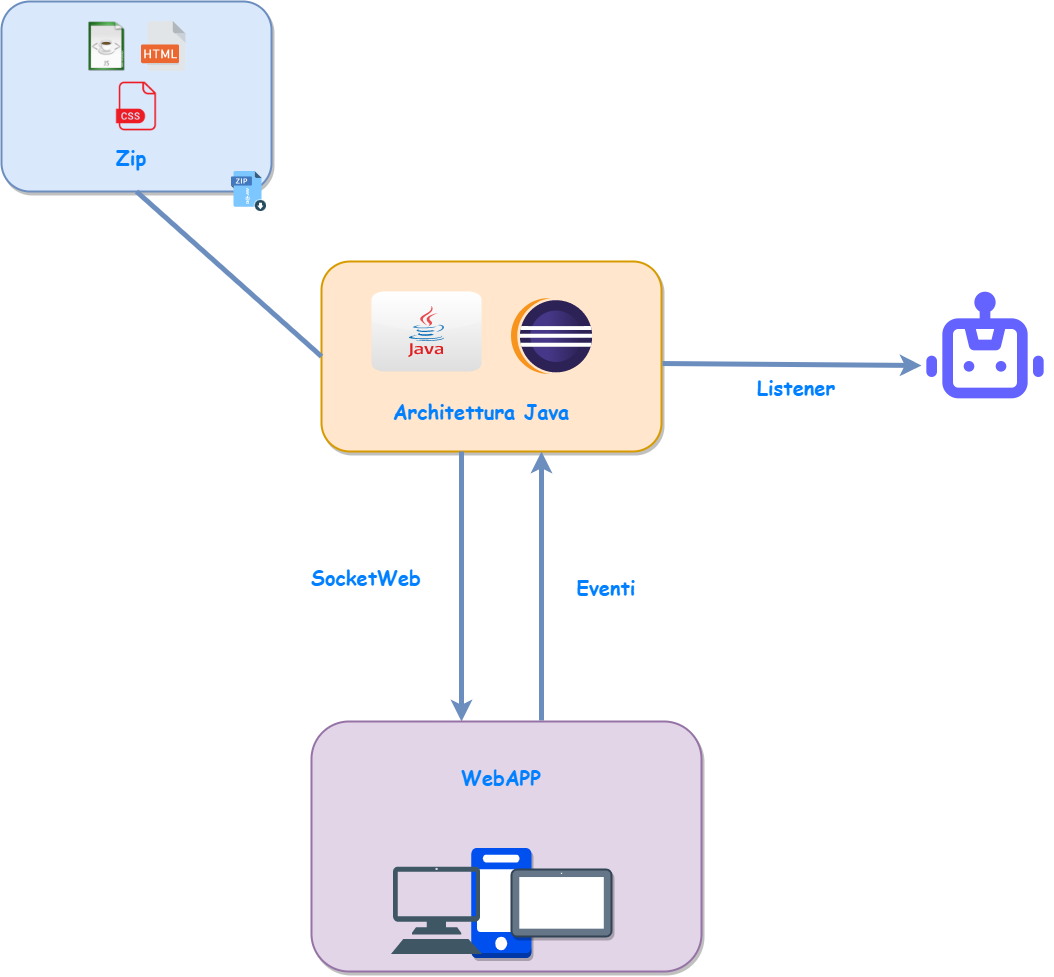 HTML
CSS
Zip
ZIP
Java
Architettura Java
Listener
SocketWeb
Eventi
WebAPP